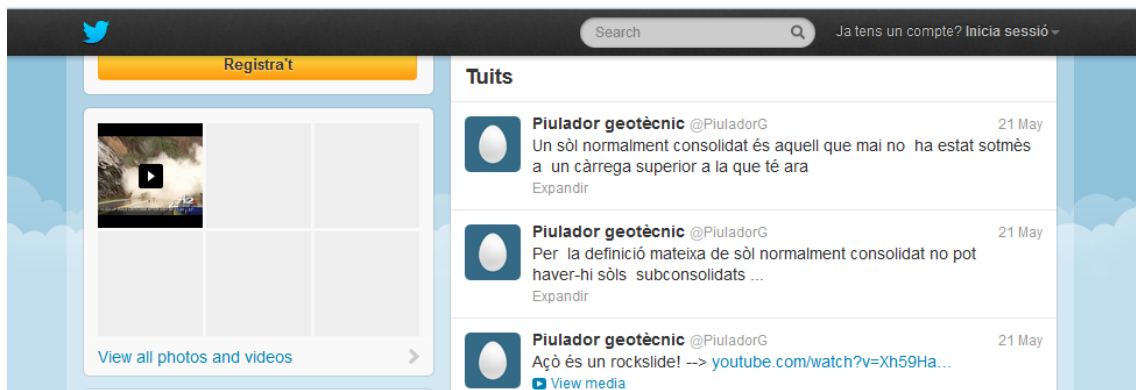 Search
Ja tens un compte? Inicia sessió
Registra't
Tuits
Piulador geotècnic @PiuladorG 21 May
Un sòl normalment consolidat és aquell que mai no ha estat sotmès
a un càrrega superior a la que té ara
Expandir
Piulador geotècnic @PiuladorG 21 May
Per la definició mateixa de sòl normalment consolidat no pot
haver-hi sòls subconsolidats ...
Expandir
Piulador geotècnic @PiuladorG 21 May
Açò és un rockslide! --> youtube.com/watch?v=Xh59Ha...
View media
View all photos and videos